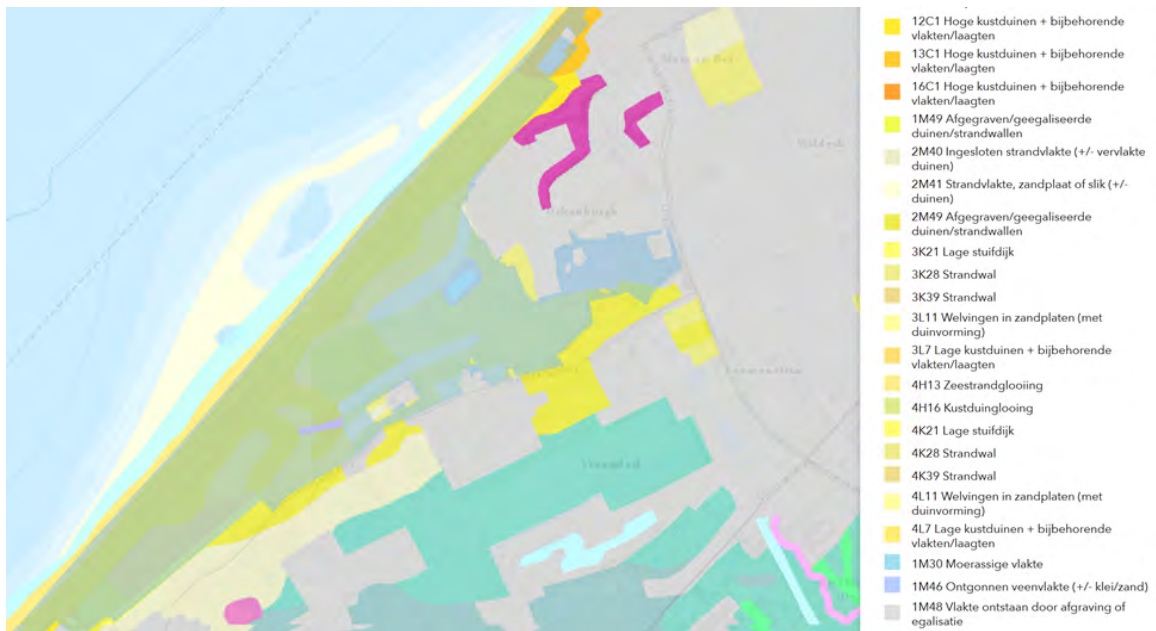 12C1 Hoge kustduinen + bijbehorende
vlakten/laagten
13C1 Hoge kustduinen + bijbehorende
vlakten/laagten
16C1 Hoge kustduinen + bijbehorende
vlakten/laagten
1M49 Afgegraven/geegaliseerde
duinen/strandwallen
2M40 Ingesloten strandvlakte (+/- vervlakte
duinen)
2M41 Strandvlakte, zandplaat of slik (+/-
duinen)
2M49 Afgegraven/geegaliseerde
duinen/strandwallen
3K21 Lage stuifdijk
3K28 Strandwal
3K39 Strandwal
3L11 Welvingen in zandplaten (met
duinvorming)
3L7 Lage kustduinen + bijbehorende
vlakten/laagten
4H13 Zeestrandglooiing
4H16 Kustduinglooing
4K21 Lage stuifdijk
4K28 Strandwal
4K39 Strandwal
4L11 Welvingen in zandplaten (met
duinvorming)
4L7 Lage kustduinen + bijbehorende
vlakten/laagten
1M30 Moerassige vlakte
1M46 Ontgonnen veenvlakte (+/- klei/zand)
1M48 Vlakte ontstaan door afgraving of
egalisatie